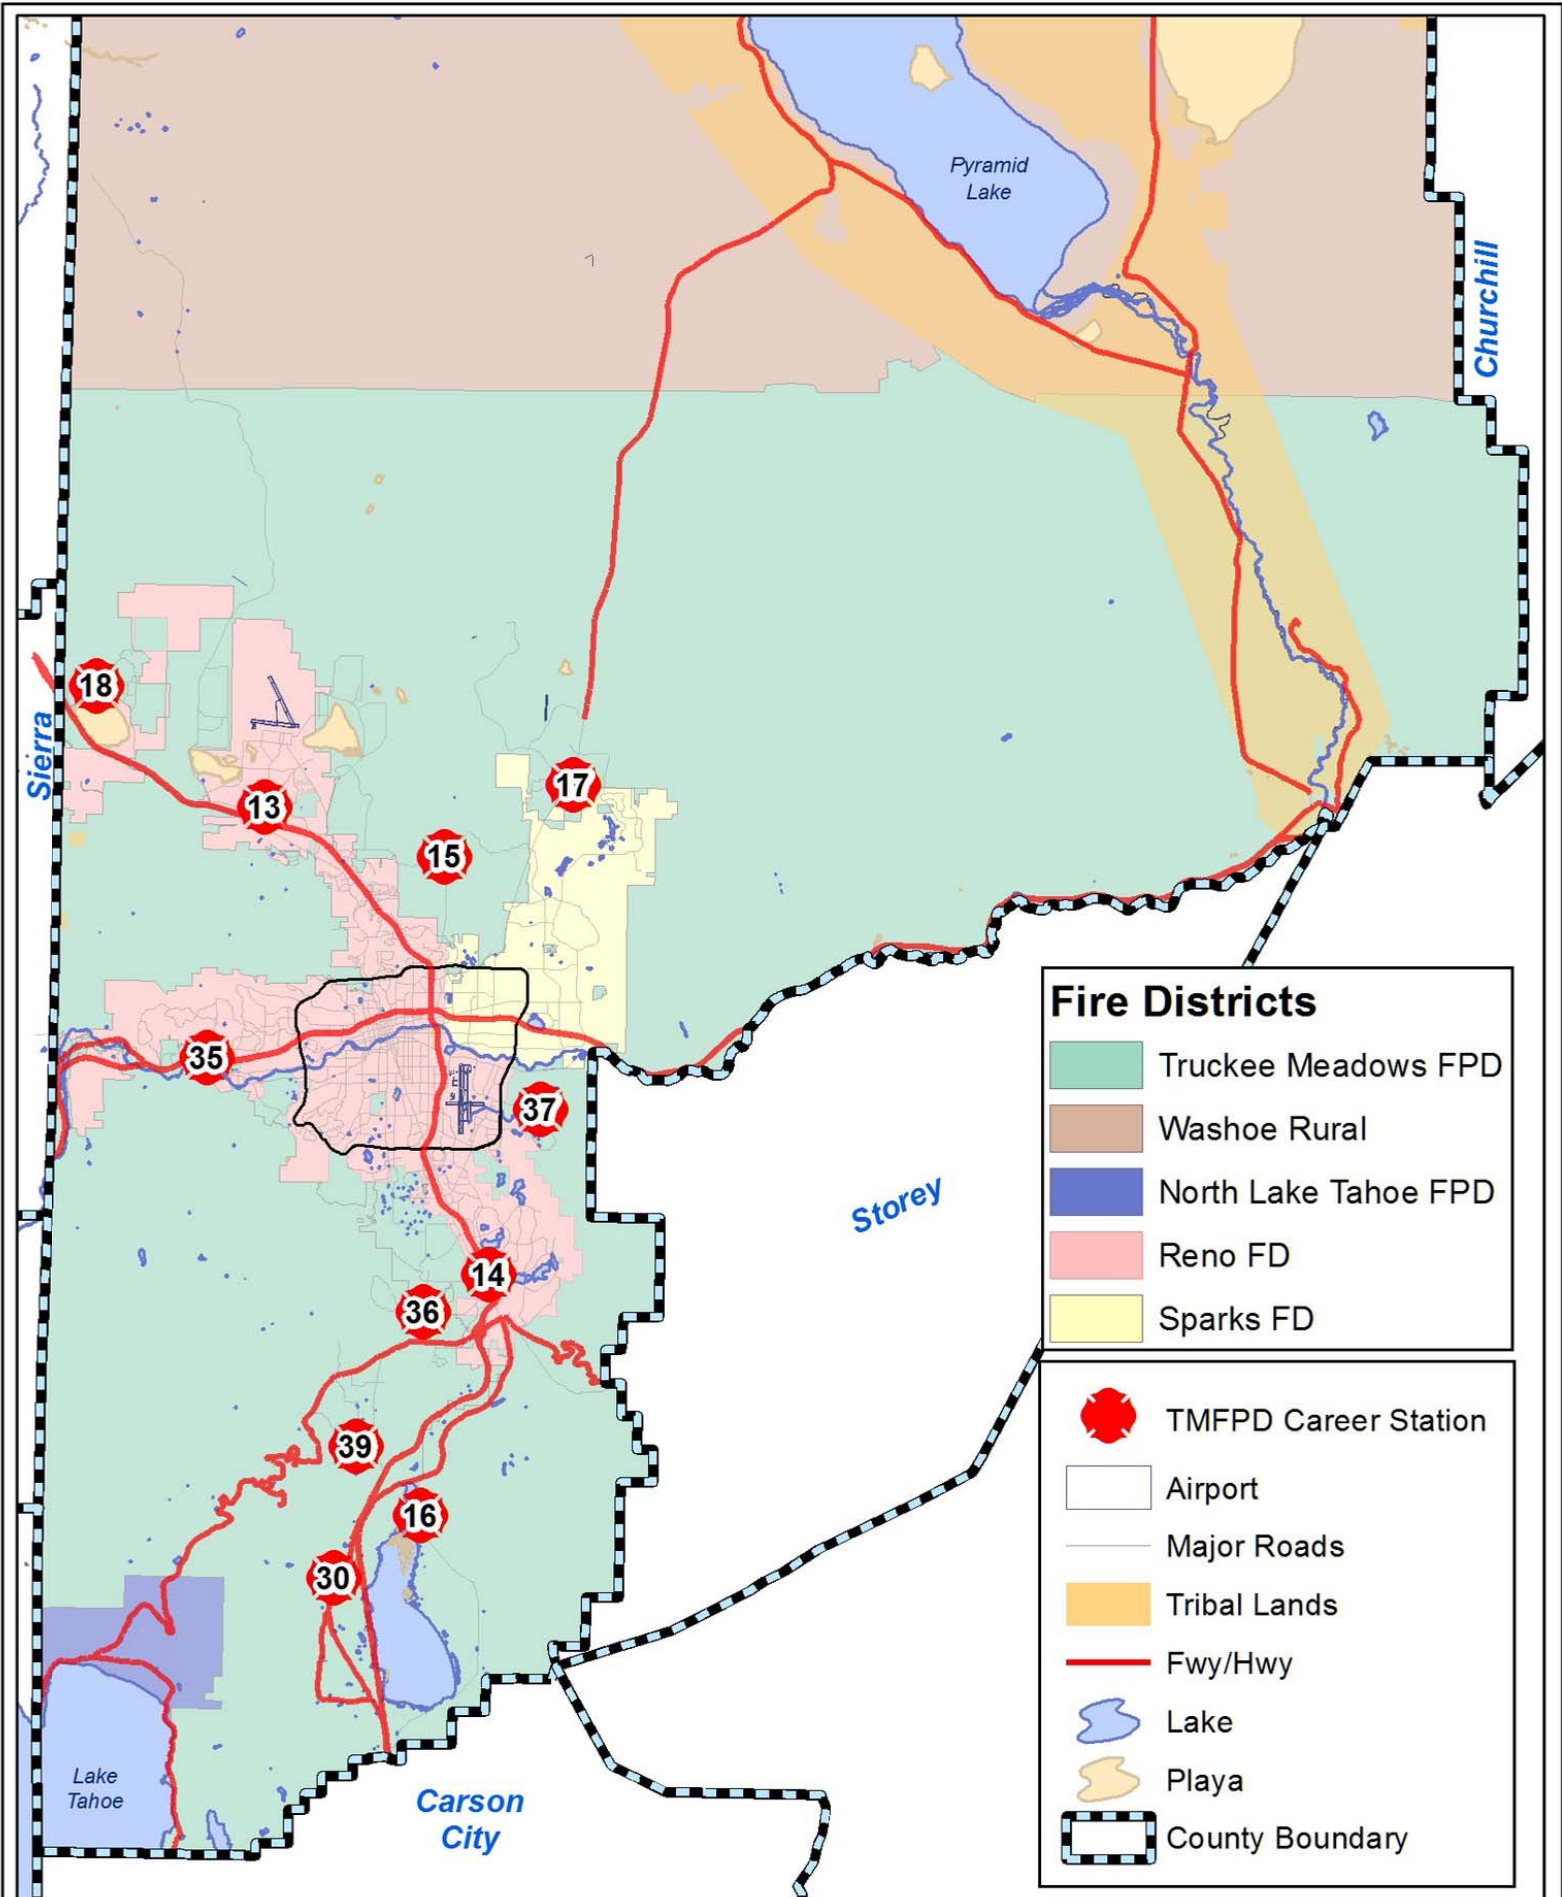 Pyramid
Lake
Churchill
18
Sierra
17
13
15
35
37
Fire Districts
Truckee Meadows FPD
Washoe Rural
North Lake Tahoe FPD
Reno FD
Sparks FD
Storey
14
36
39
16
30
TMFPD Career Station
Airport
Major Roads
Tribal Lands
Fwy/Hwy
Lake
Playa
County Boundary
Lake
Tahoe
Carson
City